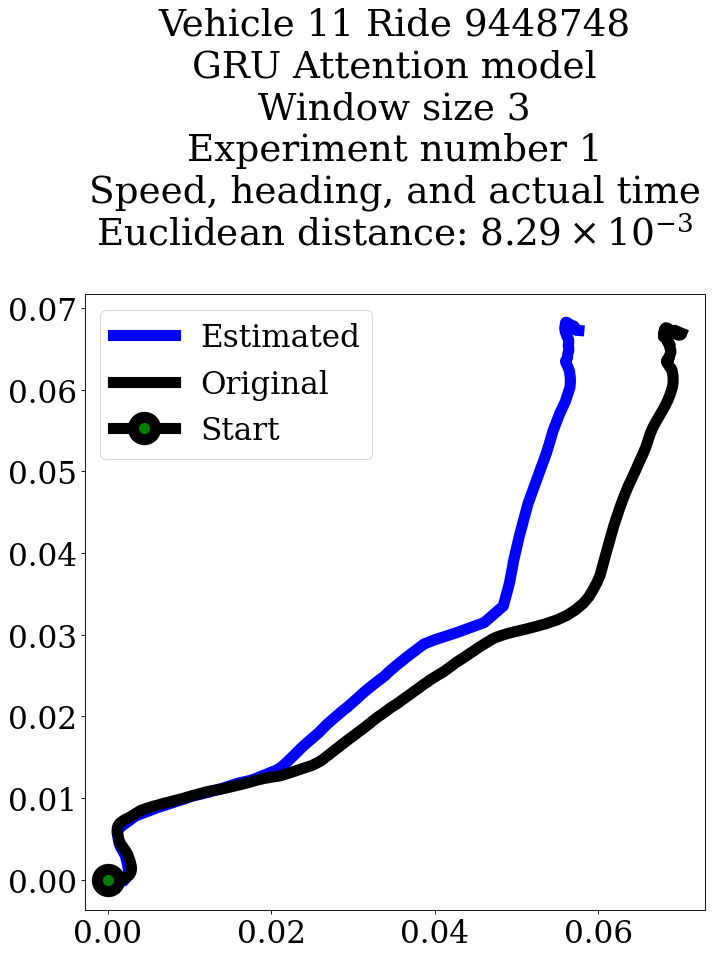 Vehicle 11 Ride 9448748
GRU Attention model
Window size 3
Experiment number 1
Speed, heading, and actual time
Euclidean distance: 8.29 × 10⁻³
0.07
0.06
0.05
0.04
0.03
0.02
0.01
0.00
Estimated
Original
Start
0.00 0.02 0.04 0.06